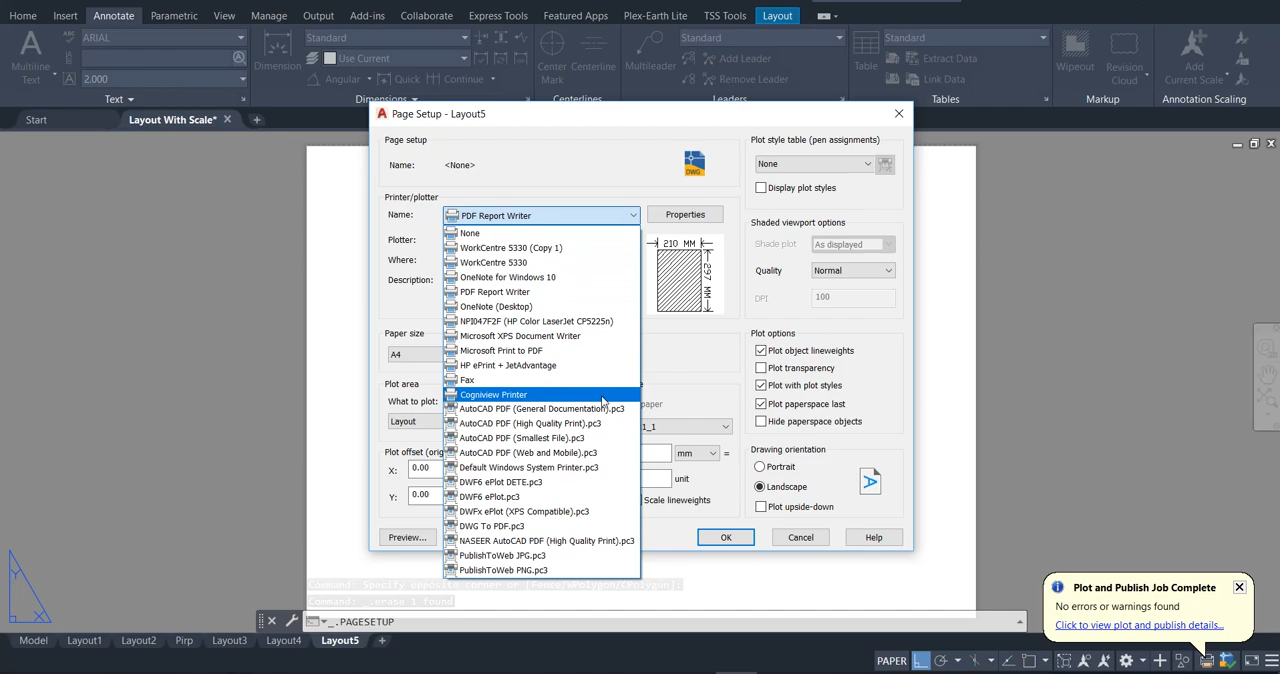 Home Insert Annotate Parametric View Manage Output Add-ins Collaborate Express Tools Featured Apps Plex-Earth Lite TSS Tools Layout
ARIAL
Standard
Standard
Standard
Multiline
Text
Dimension
Use Current
Center
Mark
Centerline
Multileader
Add Leader
Table
Extract Data
Wipeout
Revision
Cloud
Add
Current Scale
2.000
Angular
Quick
Continue
Remove Leader
Link Data
Text
Dimensions
Centerlines
Leaders
Tables
Markup
Annotation Scaling
Start
Layout With Scale*
Page Setup - Layout5
Page setup
Name: <None>
DWG
Printer/plotter
Name: PDF Report Writer
Properties
Plotter:
Where:
Description:
None
WorkCentre 5330 (Copy 1)
WorkCentre 5330
OneNote for Windows 10
PDF Report Writer
OneNote (Desktop)
NPI047F2F (HP Color LaserJet CP5225n)
Microsoft XPS Document Writer
Microsoft Print to PDF
HP ePrint + JetAdvantage
Fax
Cogniview Printer
AutoCAD PDF (General Documentation).pc3
AutoCAD PDF (High Quality Print).pc3
AutoCAD PDF (Smallest File).pc3
AutoCAD PDF (Web and Mobile).pc3
Default Windows System Printer.pc3
DWF6 ePlot DETE.pc3
DWF6 ePlot.pc3
DWFx ePlot (XPS Compatible).pc3
DWG To PDF.pc3
NASEER AutoCAD PDF (High Quality Print).pc3
PublishToWeb JPG.pc3
PublishToWeb PNG.pc3
210 MM
297 MM
Paper size
A4
Plot area
What to plot:
Layout
paper
1_1
mm =
unit
Scale lineweights
Plot offset (orig
X: 0.00
Y: 0.00
Preview...
Plot style table (pen assignments)
None
Display plot styles
Shaded viewport options
Shade plot As displayed
Quality Normal
DPI 100
Plot options
Plot object lineweights
Plot transparency
Plot with plot styles
Plot paperspace last
Hide paperspace objects
Drawing orientation
Portrait
Landscape
A
Plot upside-down
OK Cancel Help
Command: Specify opposite corner or [Fence/WPolygon/CPolygon]:
Command: _.erase 1 found
_.PAGESETUP
Plot and Publish Job Complete
No errors or warnings found
Click to view plot and publish details...
Y
X
Model Layout1 Layout2 Pirp Layout3 Layout4 Layout5 +
PAPER